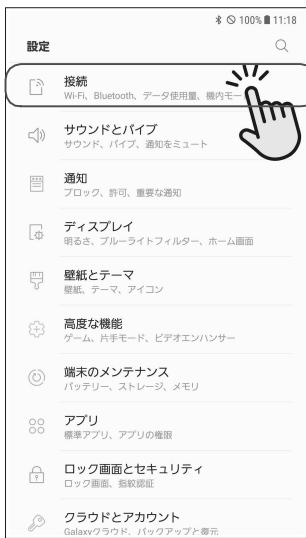 100% 11:18
設定
接続
Wi-Fi、Bluetooth、データ使用量、機内モー
サウンドとバイブ
サウンド、バイブ、通知をミュート
通知
ブロック、許可、重要な通知
ディスプレイ
明るさ、ブルーライトフィルター、ホーム画面
壁紙とテーマ
壁紙、テーマ、アイコン
高度な機能
ゲーム、片手モード、ビデオエンハンサー
端末のメンテナンス
バッテリー、ストレージ、メモリ
アプリ
標準アプリ、アプリの権限
ロック画面とセキュリティ
ロック画面、指紋認証
クラウドとアカウント
Galaxyクラウド、バックアップと復元